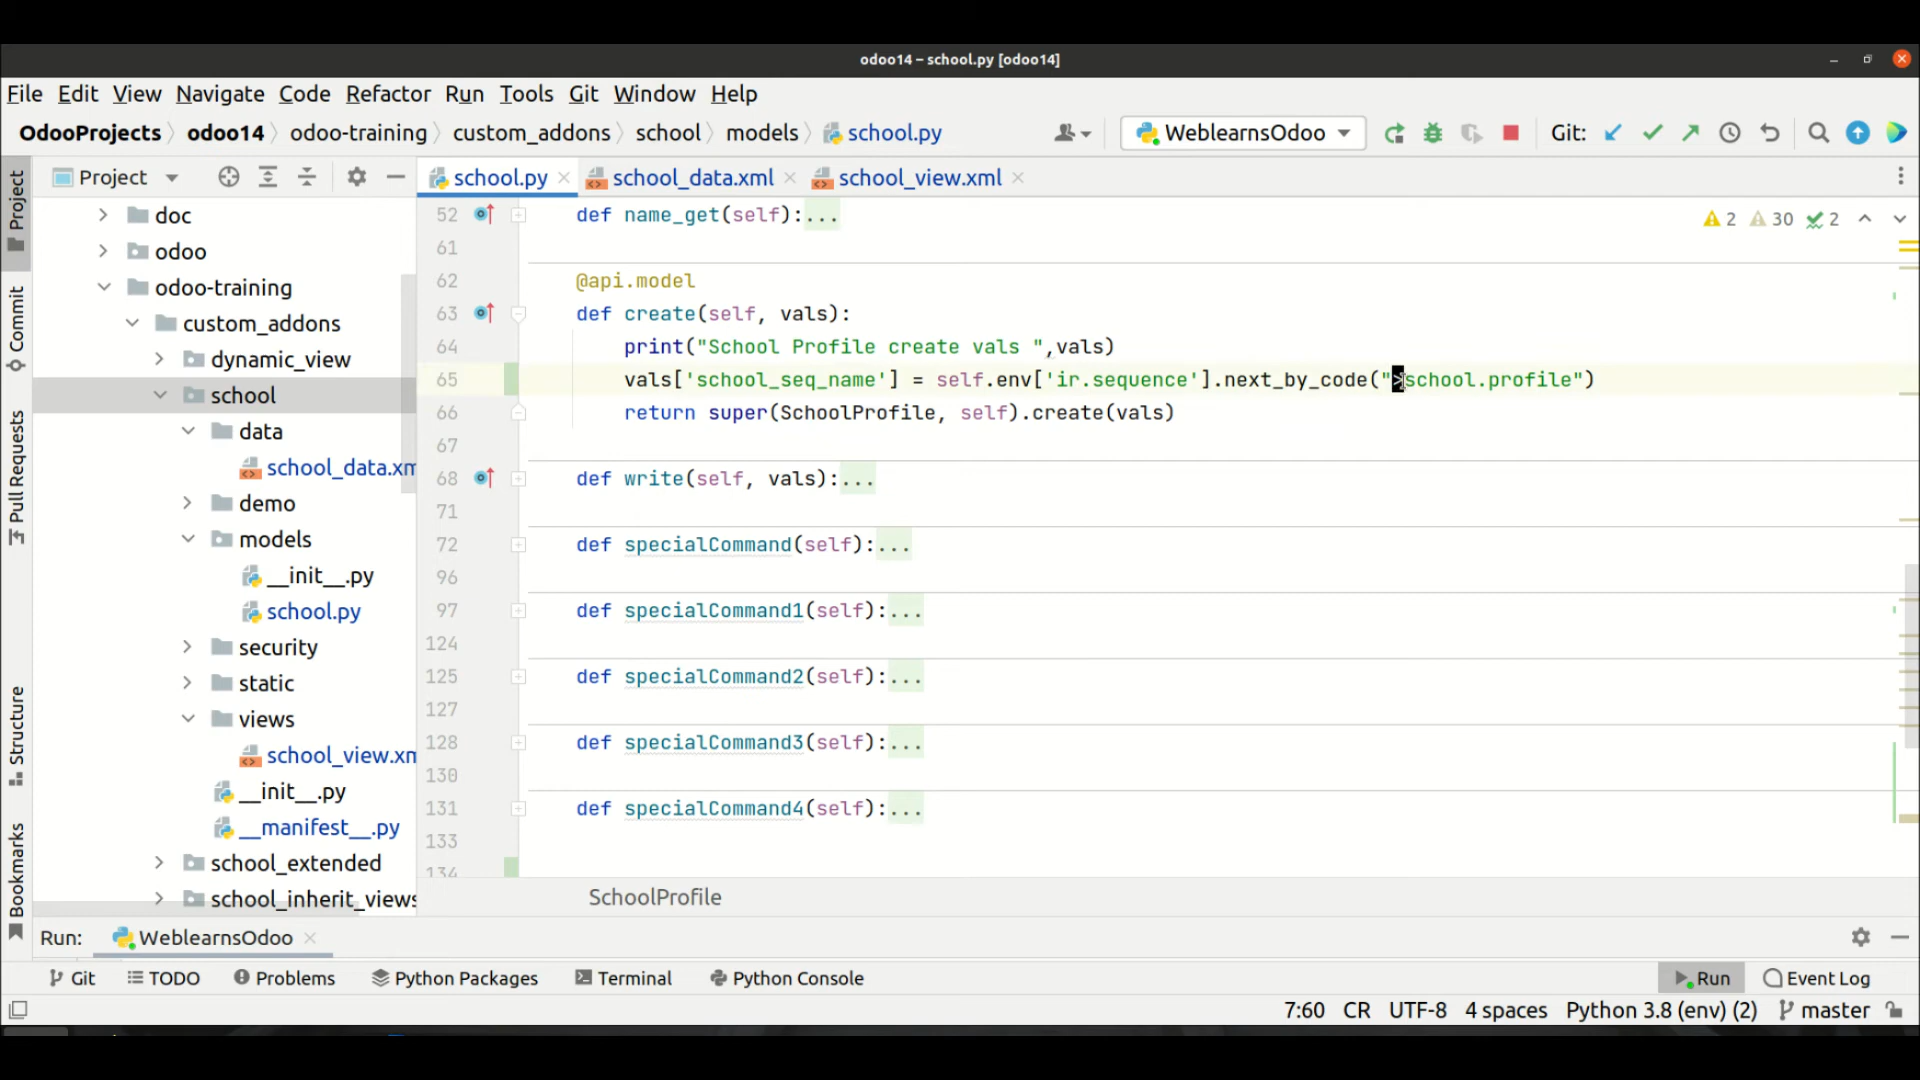 odoo14 – school.py [odoo14]
File Edit View Navigate Code Refactor Run Tools Git Window Help
OdooProjects odoo14 odoo-training custom_addons school models school.py WeblearnsOdoo Git:
Project school.py school_data.xml school_view.xml
Project
Commit
Pull Requests
Structure
Bookmarks
doc
odoo
odoo-training
custom_addons
dynamic_view
school
data
school_data.xm
demo
models
__init__.py
school.py
security
static
views
school_view.xm
__init__.py
__manifest__.py
school_extended
school_inherit_views
2 30 2
52 def name_get(self):...
61
62 @api.model
63 def create(self, vals):
64 print("School Profile create vals ",vals)
65 vals['school_seq_name'] = self.env['ir.sequence'].next_by_code(">school.profile")
66 return super(SchoolProfile, self).create(vals)
67
68 def write(self, vals):...
71
72 def specialCommand(self):...
96
97 def specialCommand1(self):...
124
125 def specialCommand2(self):...
127
128 def specialCommand3(self):...
130
131 def specialCommand4(self):...
133
134
SchoolProfile
Run: WeblearnsOdoo
Git TODO Problems Python Packages Terminal Python Console Run Event Log
7:60 CR UTF-8 4 spaces Python 3.8 (env) (2) master